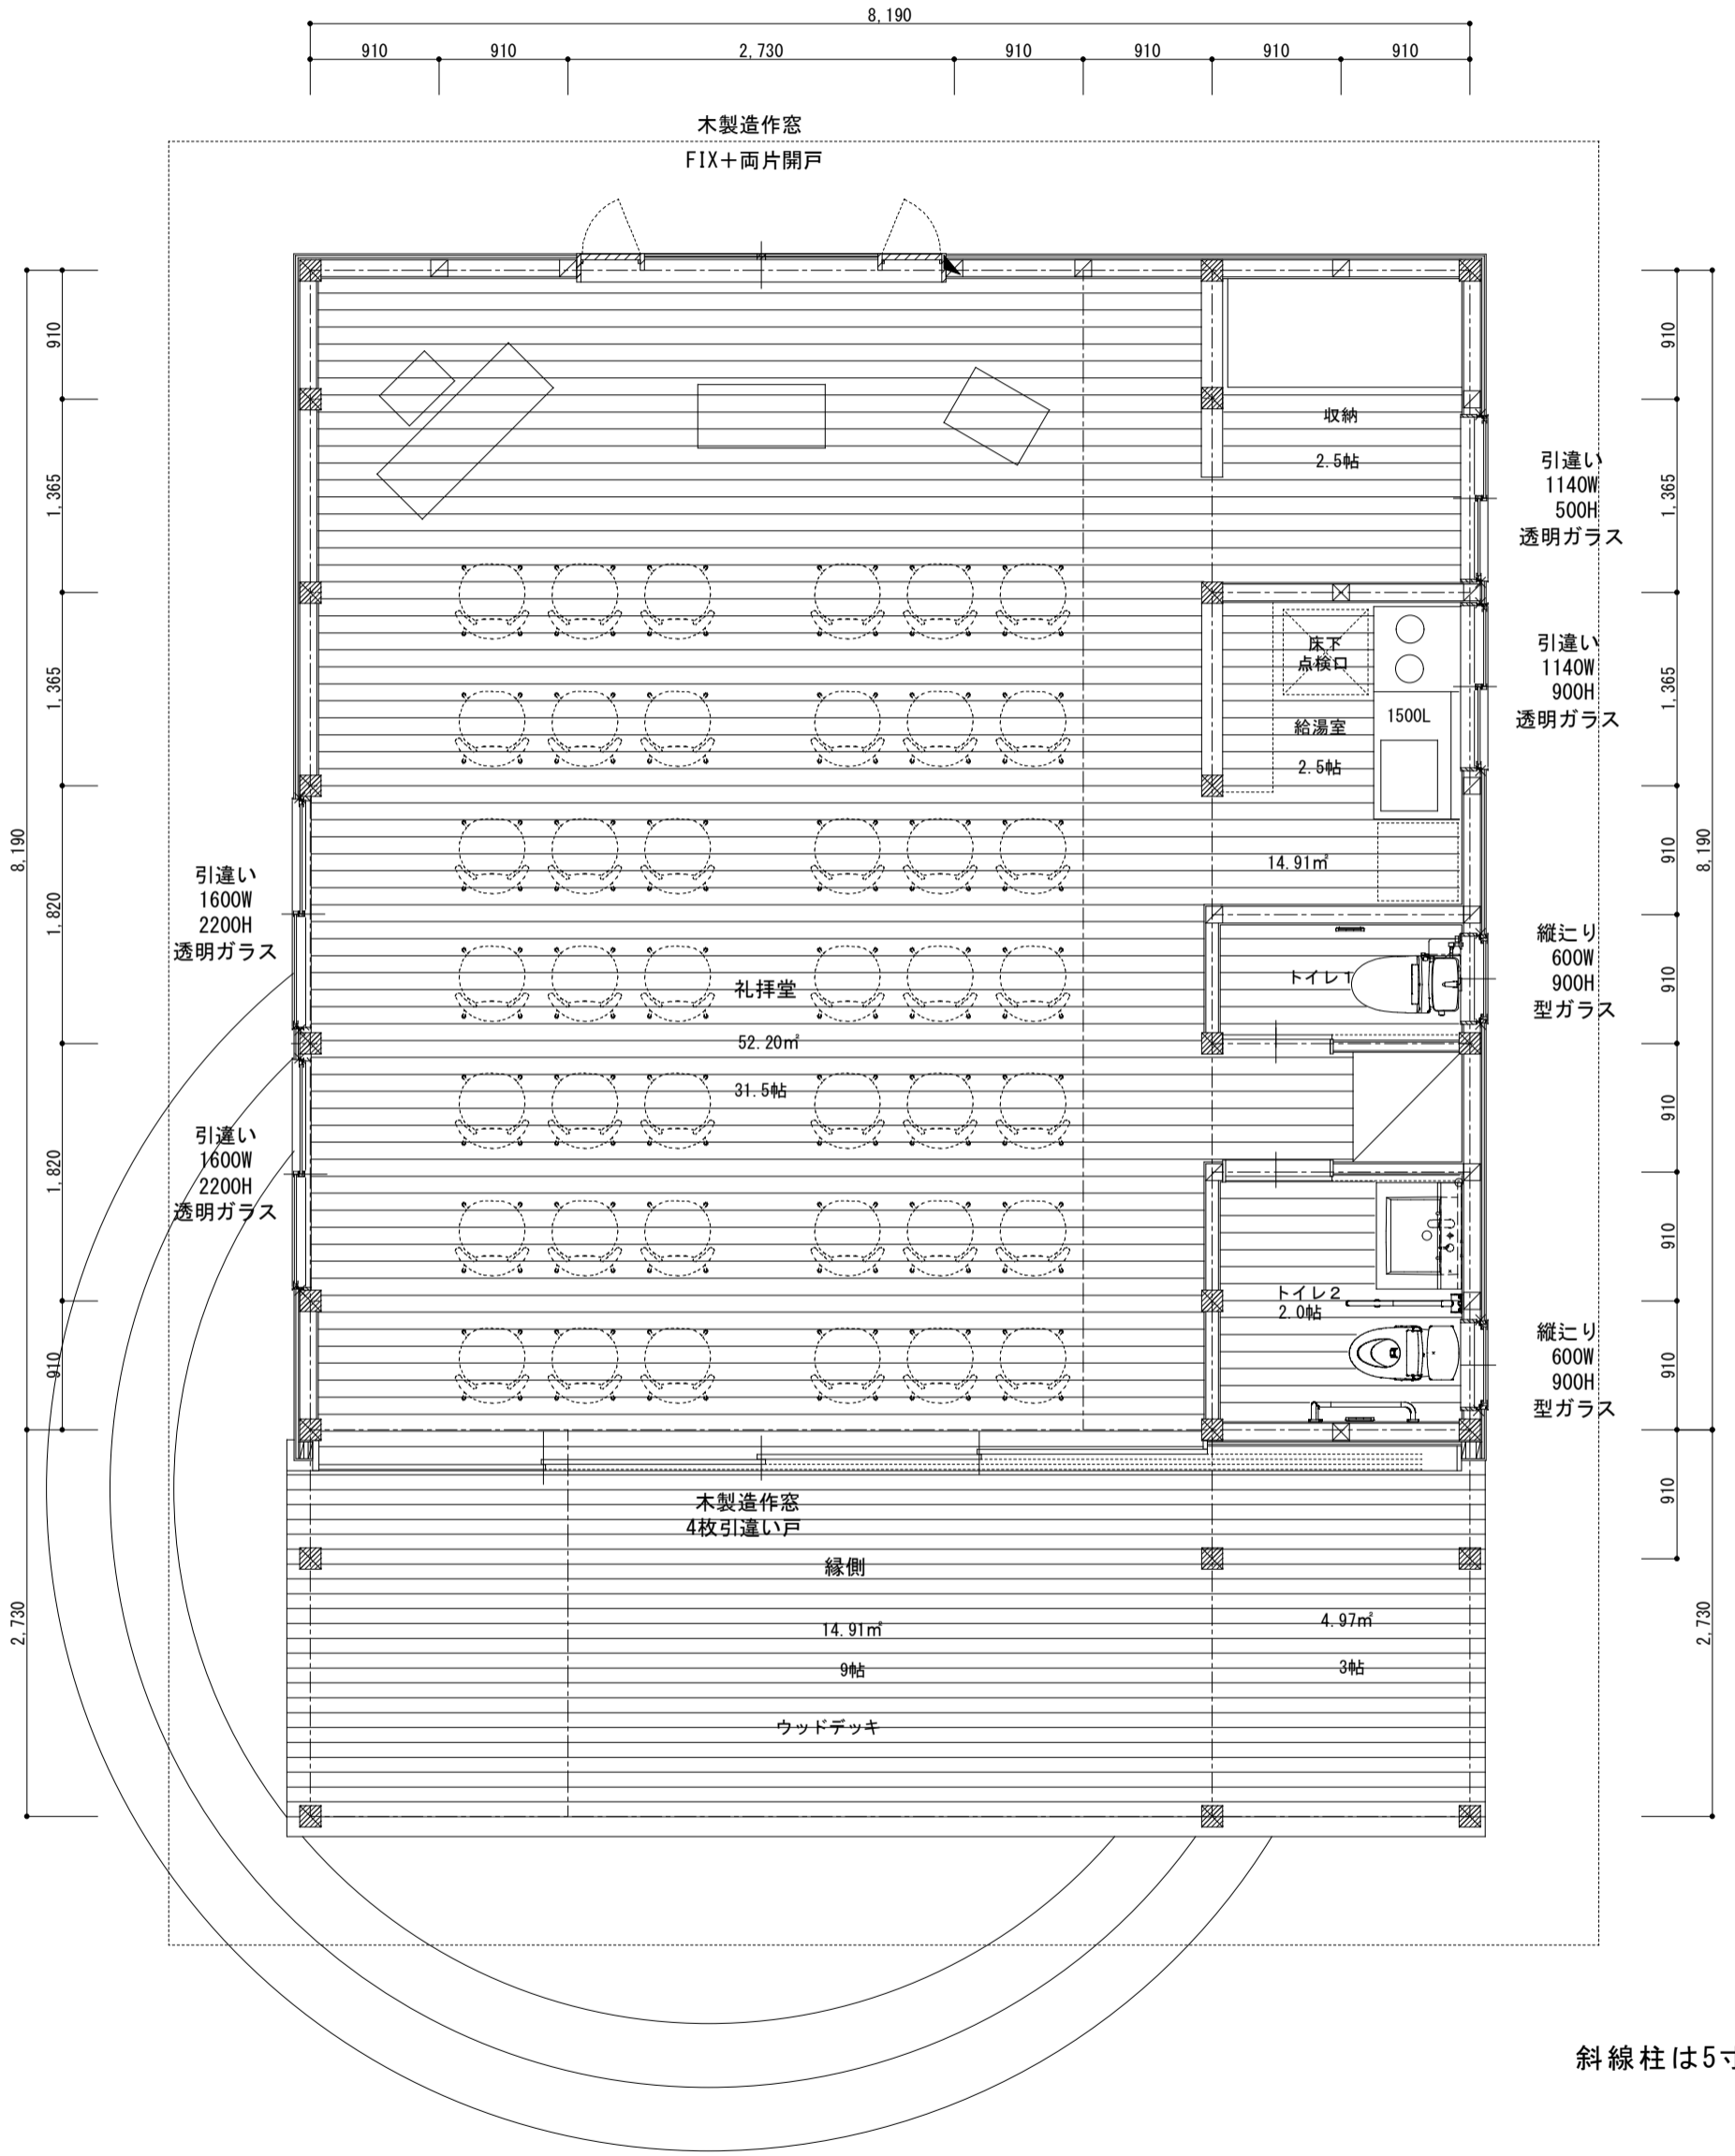 8,190
910 910 2,730 910 910 910 910
木製造作窓
FIX+両片開戸
910
1,365
1,365
1,820
1,820
910
8,190
2,730
収納
2.5帖
床下
点検口
給湯室
1500L
2.5帖
14.91㎡
トイレ1
礼拝堂
52.20㎡
31.5帖
トイレ2
2.0帖
引違い
1600W
2200H
透明ガラス
引違い
1600W
2200H
透明ガラス
引違い
1140W
500H
透明ガラス
引違い
1140W
900H
透明ガラス
縦辷り
600W
900H
型ガラス
縦辷り
600W
900H
型ガラス
910
1,365
1,365
910
910
910
910
910
910
8,190
2,730
木製造作窓
4枚引違い戸
縁側
14.91㎡
9帖
4.97㎡
3帖
ウッドデッキ
斜線柱は5寸